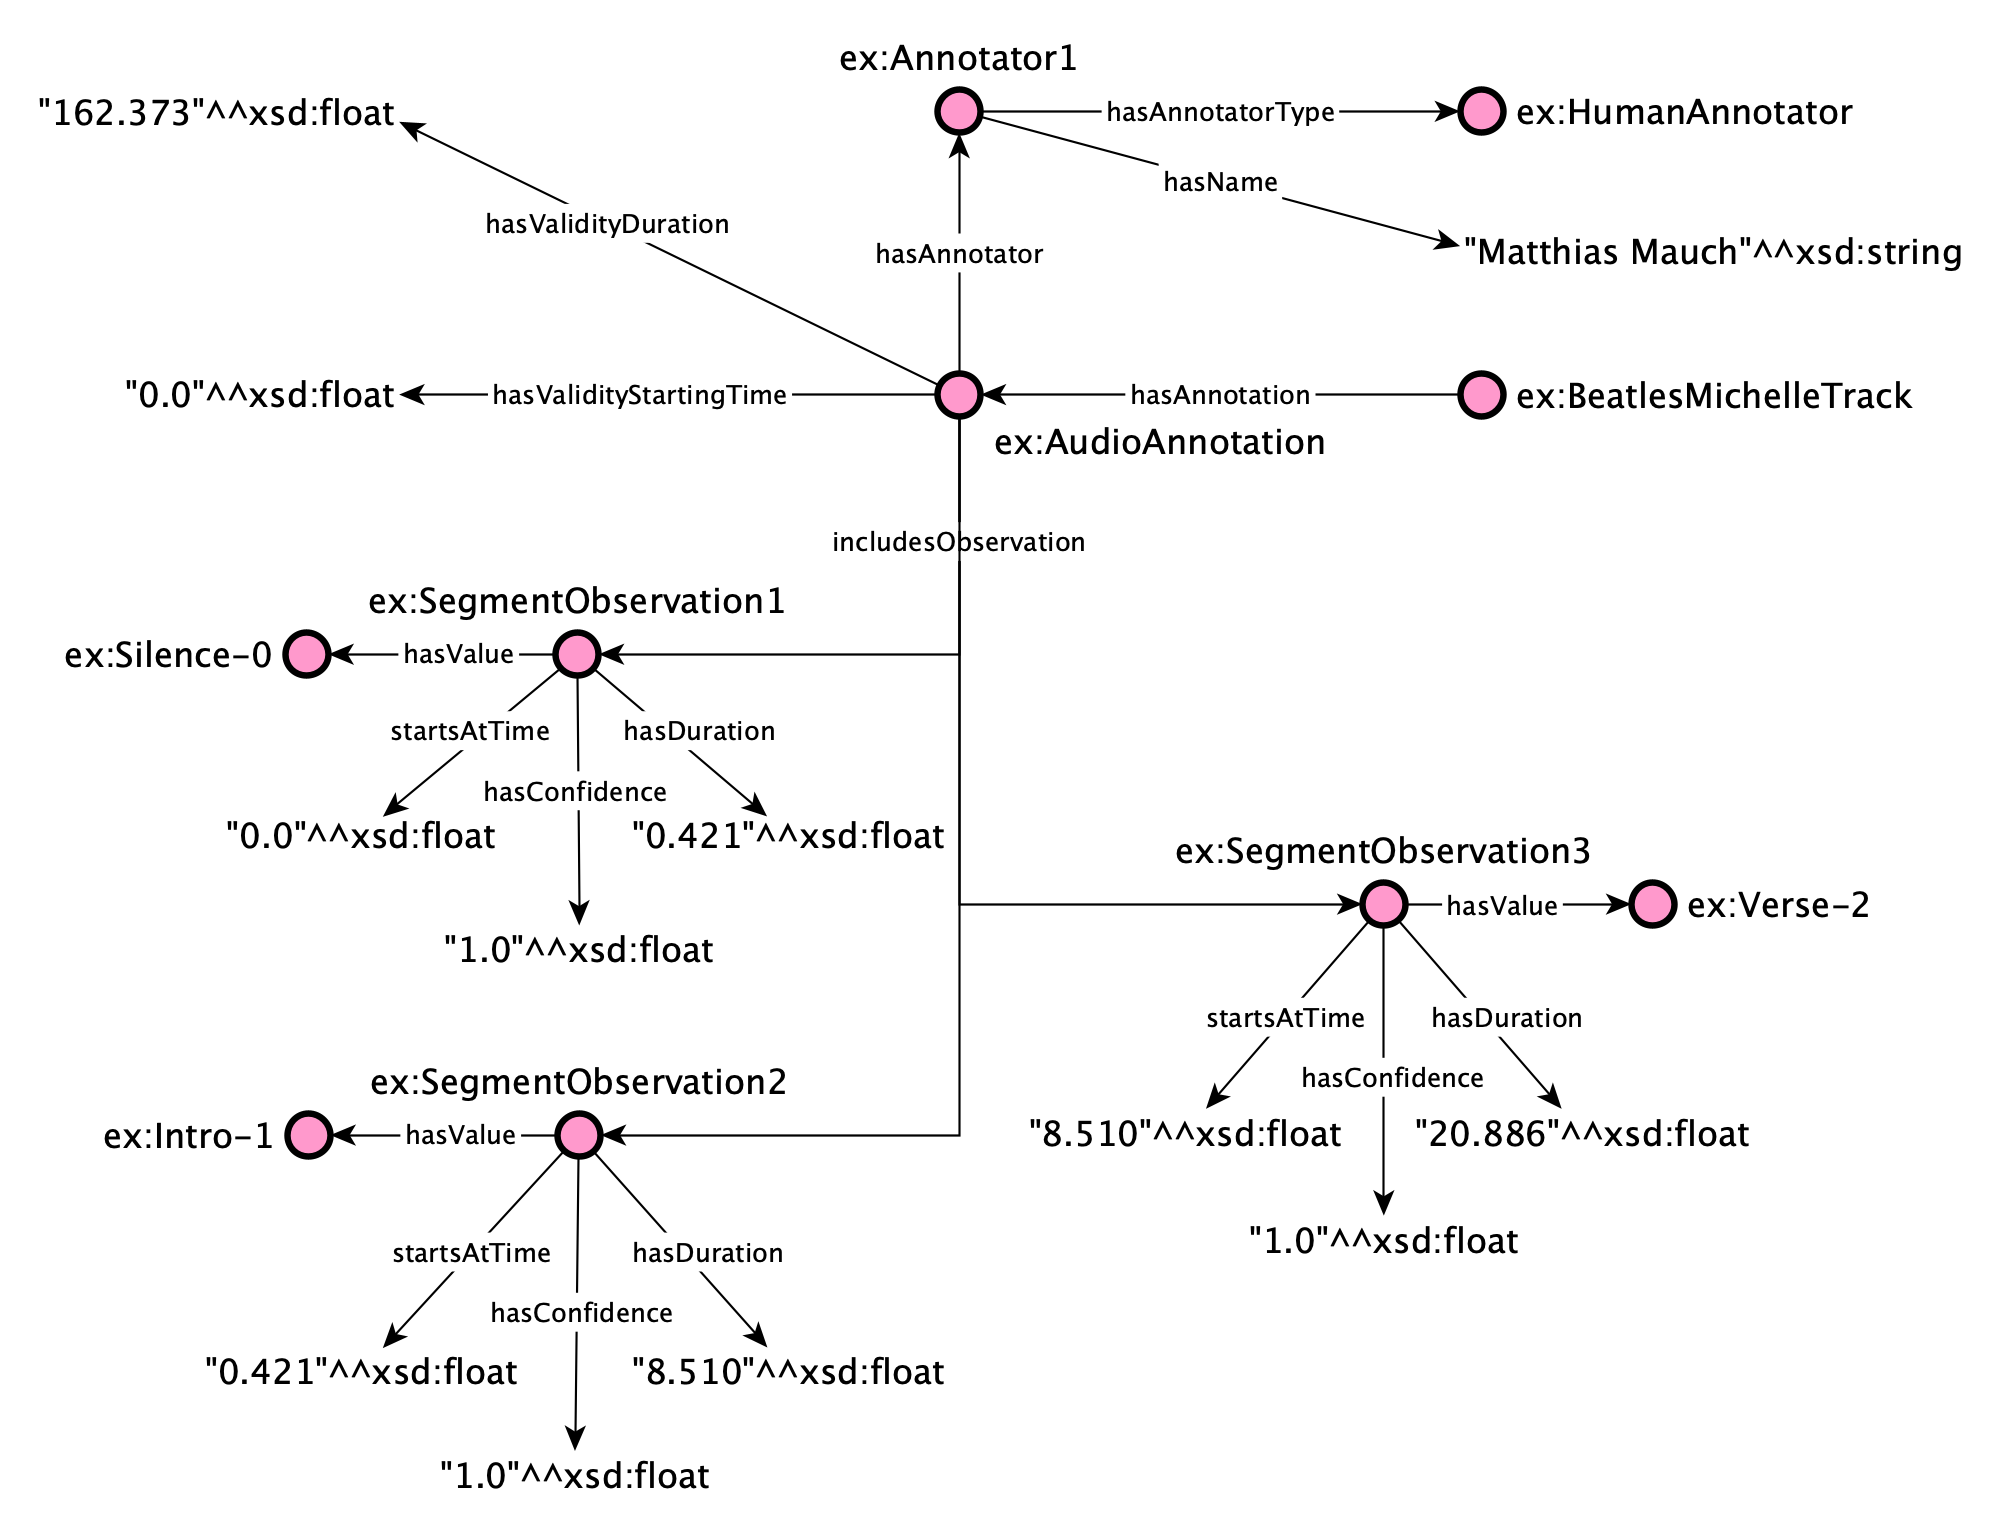 ex:Annotator1
"162.373"^^xsd:float
hasAnnotatorType
ex:HumanAnnotator
hasName
hasValidityDuration
hasAnnotator
"Matthias Mauch"^^xsd:string
"0.0"^^xsd:float
hasValidityStartingTime
hasAnnotation
ex:BeatlesMichelleTrack
ex:AudioAnnotation
includesObservation
ex:SegmentObservation1
ex:Silence-0
hasValue
startsAtTime
hasDuration
hasConfidence
"0.0"^^xsd:float
"0.421"^^xsd:float
"1.0"^^xsd:float
ex:SegmentObservation3
hasValue
ex:Verse-2
startsAtTime
hasDuration
hasConfidence
"8.510"^^xsd:float
"20.886"^^xsd:float
"1.0"^^xsd:float
ex:SegmentObservation2
ex:Intro-1
hasValue
startsAtTime
hasDuration
hasConfidence
"0.421"^^xsd:float
"8.510"^^xsd:float
"1.0"^^xsd:float